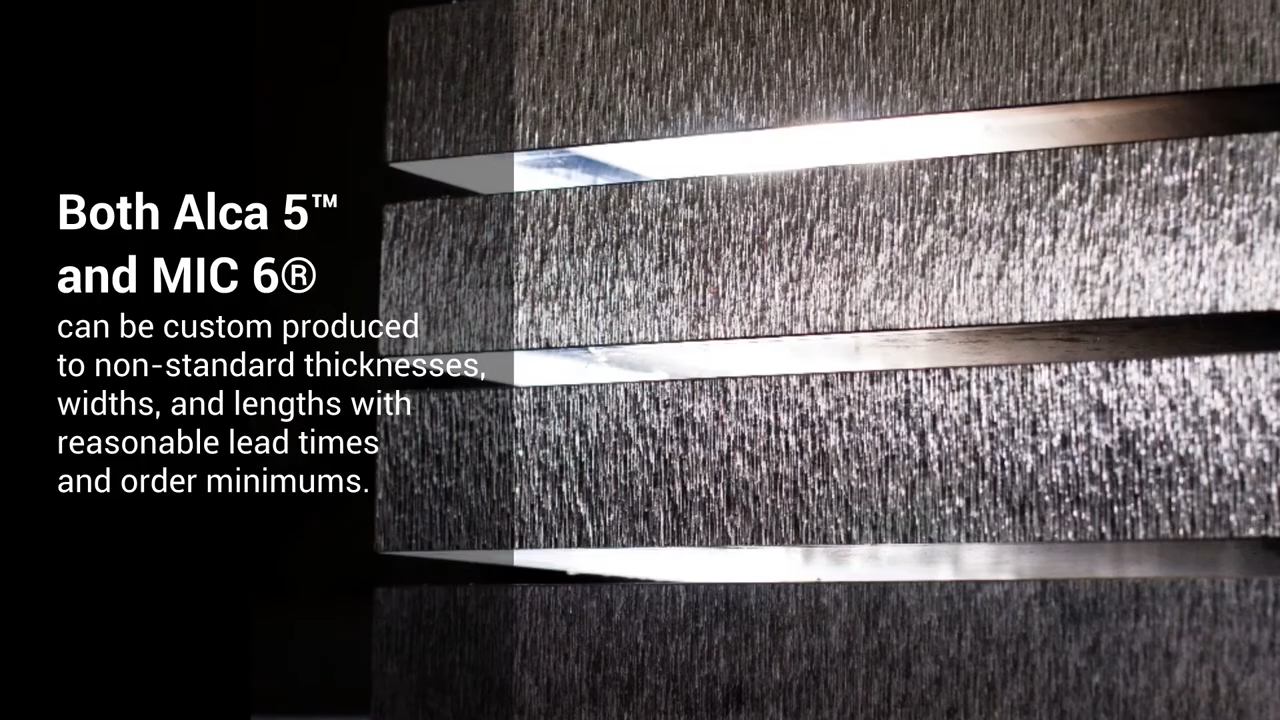 Both Alca 5™
and MIC 6®
can be custom produced
to non-standard thicknesses,
widths, and lengths with
reasonable lead times
and order minimums.